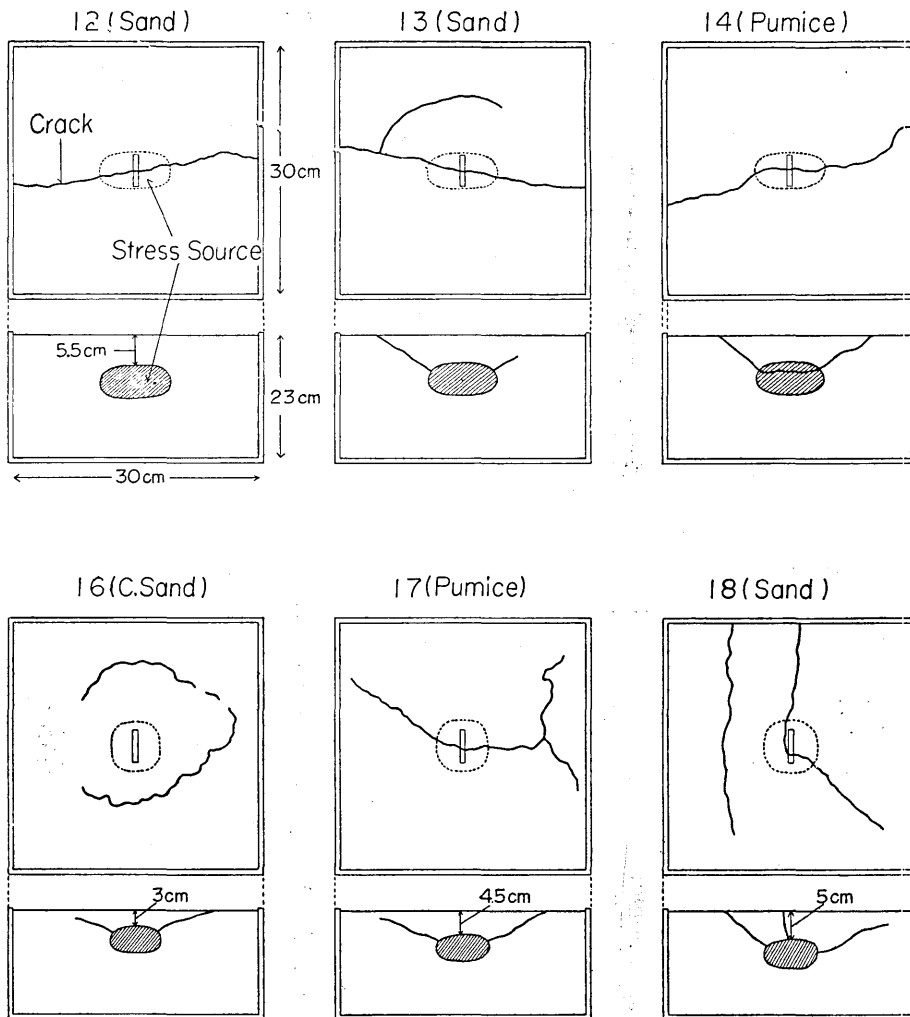 12(Sand)
13(Sand)
14(Pumice)
Crack
30cm
Stress Source
5.5cm
23cm
30cm
16(C.Sand)
17(Pumice)
18(Sand)
3cm
4.5cm
5cm